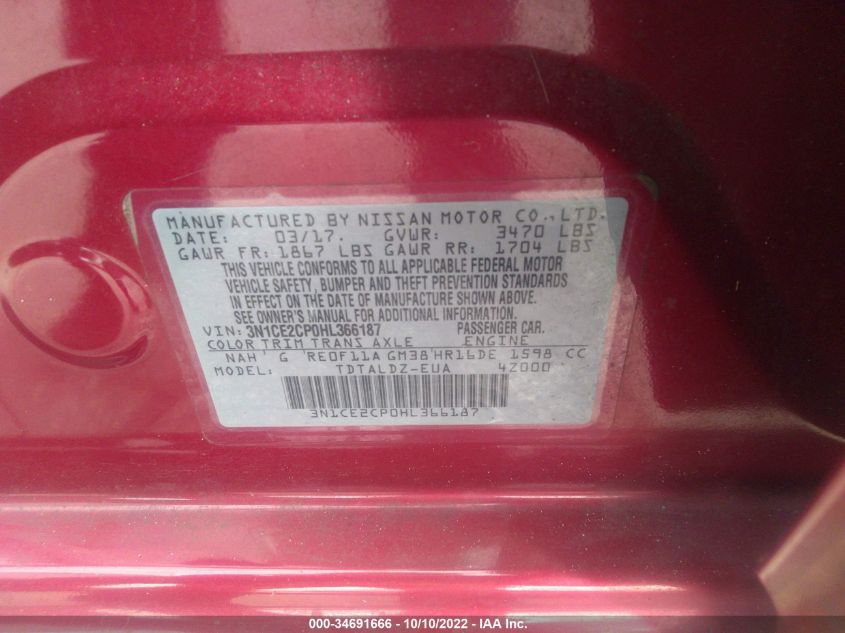 MANUFACTURED BY NISSAN MOTOR CO., LTD.
DATE: 03/17. GVWR: 3470 LBS
GAWR FR: 1867 LBS GAWR RR: 1704 LBS
THIS VEHICLE CONFORMS TO ALL APPLICABLE FEDERAL MOTOR
VEHICLE SAFETY, BUMPER AND THEFT PREVENTION STANDARDS
IN EFFECT ON THE DATE OF MANUFACTURE SHOWN ABOVE.
SEE OWNER'S MANUAL FOR ADDITIONAL INFORMATION.
VIN: 3N1CE2CP0HL366187 PASSENGER CAR.
COLOR TRIM TRANS AXLE ENGINE
NAH G RE0F11A GM38 HR16DE 1598 CC
MODEL: TDTALDZ-EUA 4Z000
3N1CE2CP0HL366187
000-34691666 - 10/10/2022 - IAA Inc.